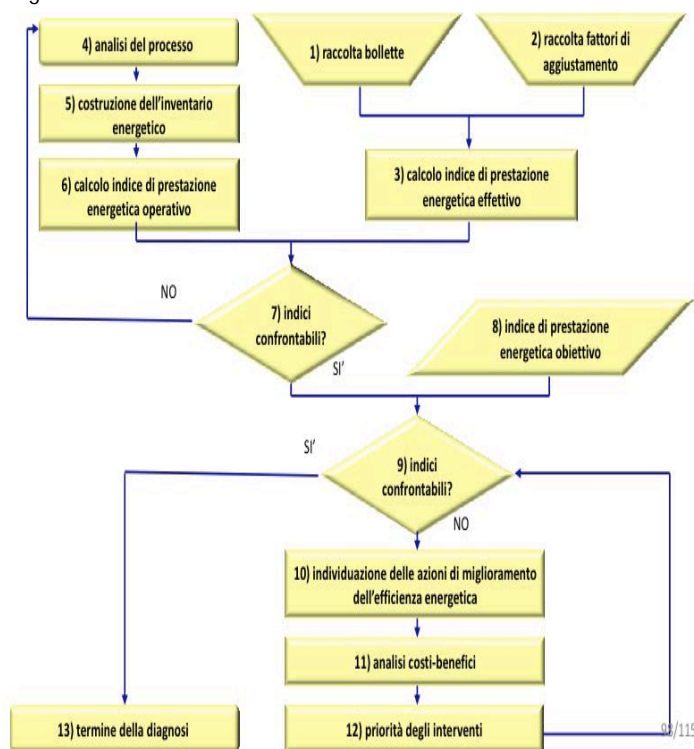 4) analisi del processo
1) raccolta bollette
2) raccolta fattori di
aggiustamento
5) costruzione dell'inventario
energetico
6) calcolo indice di prestazione
energetica operativo
3) calcolo indice di prestazione
energetica effettivo
NO
7) indici
confrontabili?
8) indice di prestazione
energetica obiettivo
SI'
SI'
9) indici
confrontabili?
NO
10) individuazione delle azioni di miglioramento
dell'efficienza energetica
11) analisi costi-benefici
13) termine della diagnosi
12) priorità degli interventi